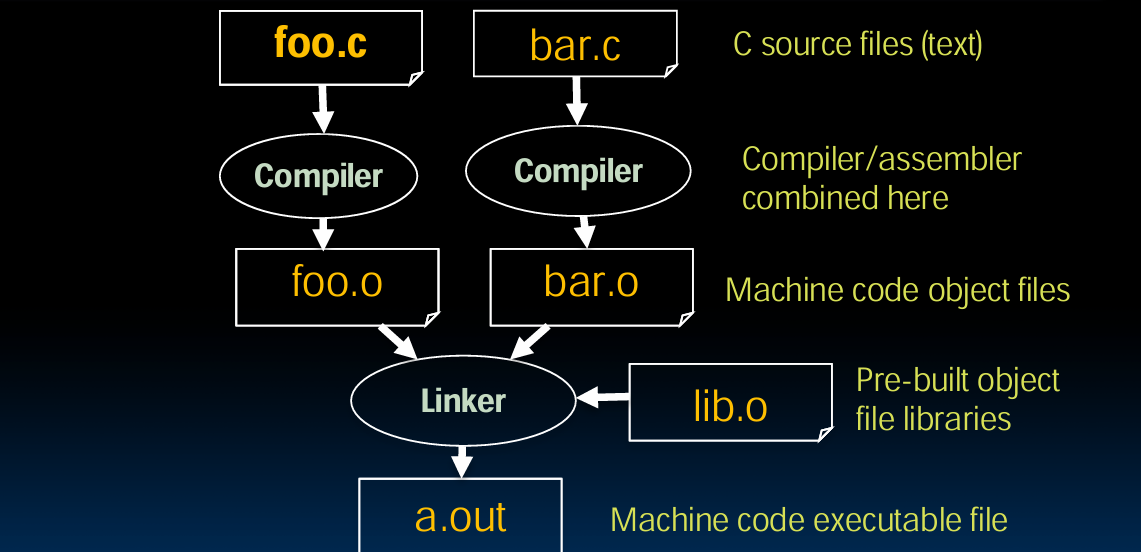 foo.c
bar.c
C source files (text)
Compiler
Compiler
Compiler/assembler
combined here
foo.o
bar.o
Machine code object files
Linker
lib.o
Pre-built object
file libraries
a.out
Machine code executable file